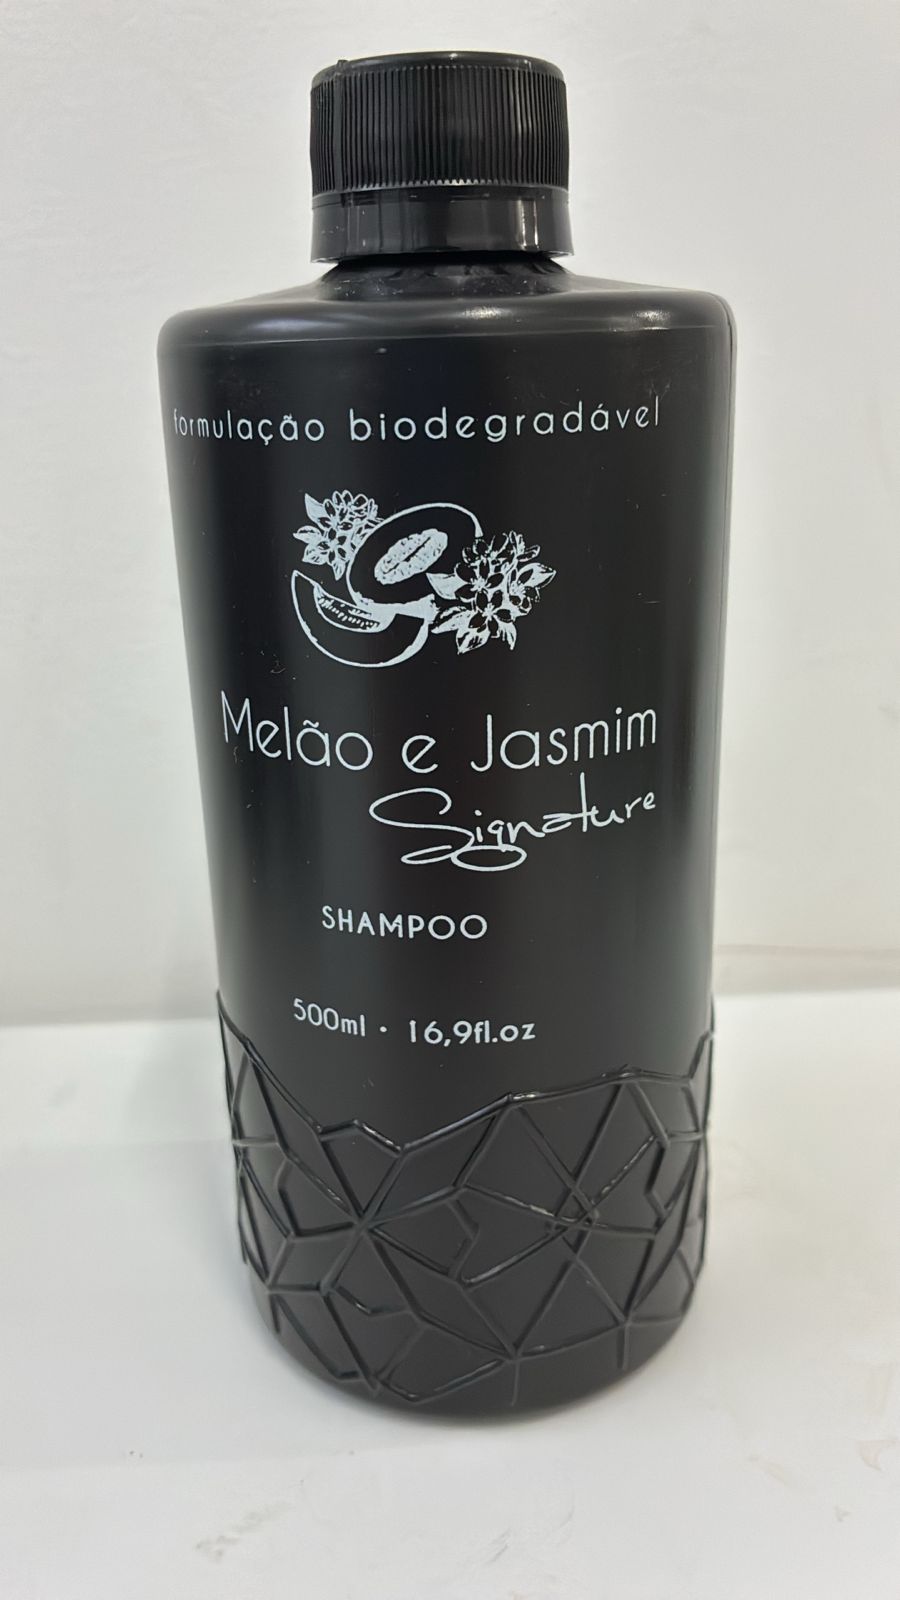 formulação biodegradável
Melão e Jasmim
Signature
SHAMPOO
500ml • 16,9fl.oz